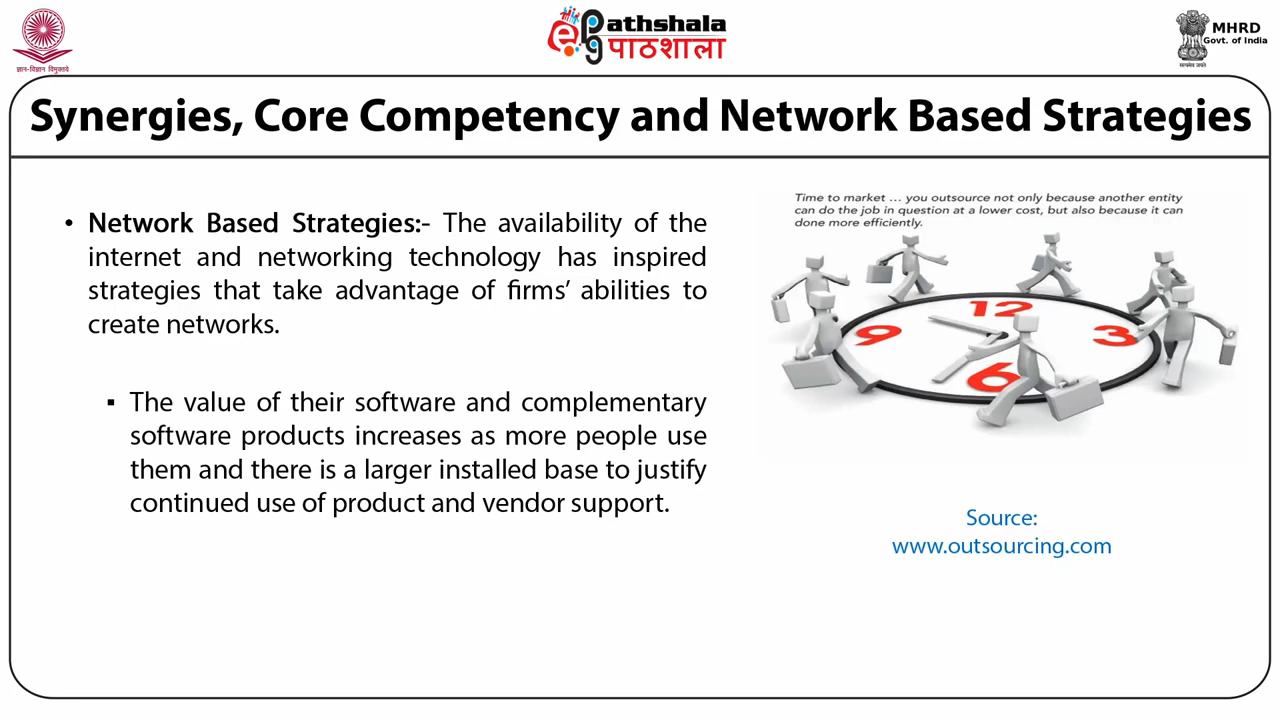 ज्ञान-विज्ञान विमुक्तये
ePathshala
पाठशाला
MHRD
Govt. of India
सत्यमेव जयते
Synergies, Core Competency and Network Based Strategies
• Network Based Strategies:- The availability of the
internet and networking technology has inspired
strategies that take advantage of firms’ abilities to
create networks.
▪ The value of their software and complementary
software products increases as more people use
them and there is a larger installed base to justify
continued use of product and vendor support.
Time to market ... you outsource not only because another entity
can do the job in question at a lower cost, but also because it can
done more efficiently.
12
9
3
6
Source:
www.outsourcing.com